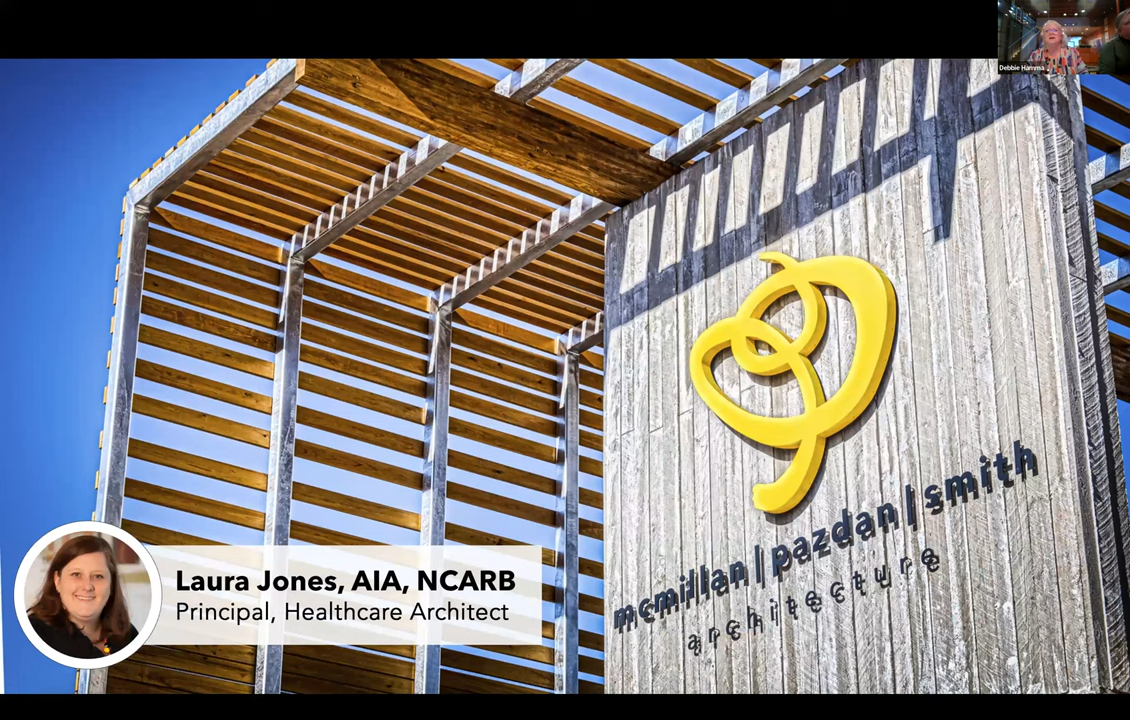 Debbie Hamma
mcmillan | pazdan | smith
architecture
Laura Jones, AIA, NCARB
Principal, Healthcare Architect